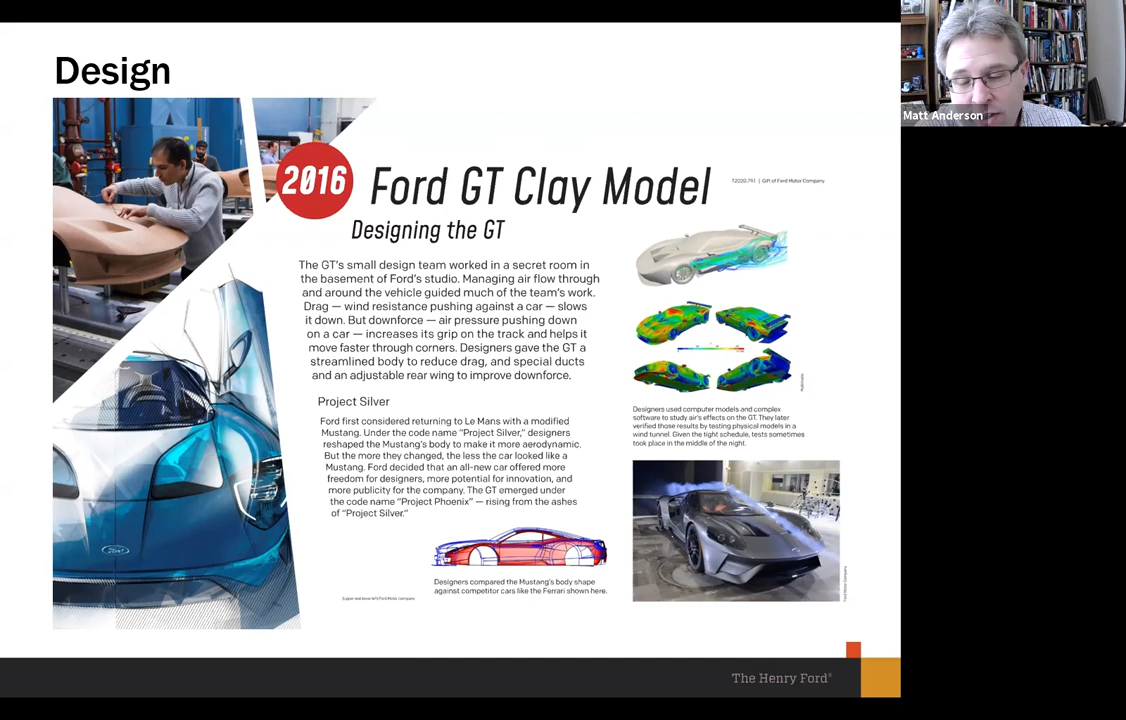 Design
2016
Ford GT Clay Model
T2020.793 | Gift of Ford Motor Company
Designing the GT
The GT's small design team worked in a secret room in
the basement of Ford's studio. Managing air flow through
and around the vehicle guided much of the team's work.
Drag — wind resistance pushing against a car — slows
it down. But downforce — air pressure pushing down
on a car — increases its grip on the track and helps it
move faster through corners. Designers gave the GT a
streamlined body to reduce drag, and special ducts
and an adjustable rear wing to improve downforce.
Project Silver
Ford first considered returning to Le Mans with a modified
Mustang. Under the code name "Project Silver," designers
reshaped the Mustang's body to make it more aerodynamic.
But the more they changed, the less the car looked like a
Mustang. Ford decided that an all-new car offered more
freedom for designers, more potential for innovation, and
more publicity for the company. The GT emerged under
the code name "Project Phoenix" — rising from the ashes
of "Project Silver."
Designers compared the Mustang's body shape
against competitor cars like the Ferrari shown here.
Ford Motor Company
Multimatic
Designers used computer models and complex
software to study air's effects on the GT. They later
verified those results by testing physical models in a
wind tunnel. Given the tight schedule, tests sometimes
took place in the middle of the night.
Ford Motor Company
The Henry Ford®
Matt Anderson